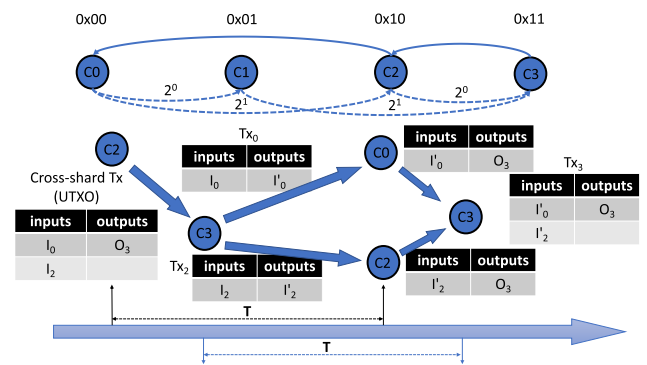 0x00 0x01 0x10 0x11
C0 C1 C2 C3
2⁰ 2¹ 2¹ 2⁰
C2
Cross-shard Tx
(UTXO)
inputs outputs
I₀ O₃
I₂
C3
Tx₀
inputs outputs
I₀ I'₀
Tx₂
inputs outputs
I₂ I'₂
C0
inputs outputs
I'₀ O₃
C2
inputs outputs
I'₂ O₃
C3
Tx₃
inputs outputs
I'₀ O₃
I'₂
T
T